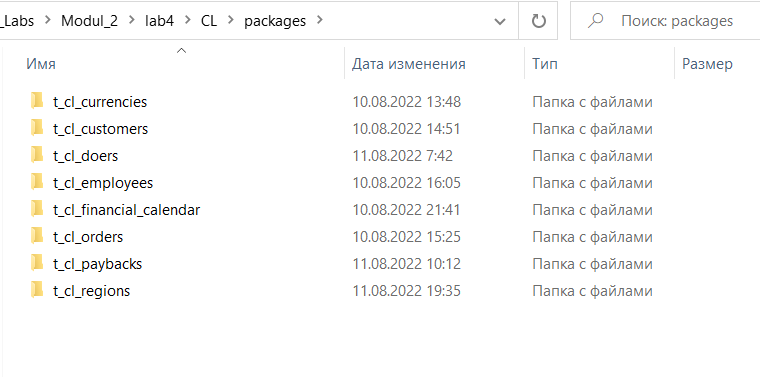 _Labs > Modul_2 > lab4 > CL > packages > Поиск: packages
Имя Дата изменения Тип Размер
t_cl_currencies 10.08.2022 13:48 Папка с файлами
t_cl_customers 10.08.2022 14:51 Папка с файлами
t_cl_doers 11.08.2022 7:42 Папка с файлами
t_cl_employees 10.08.2022 16:05 Папка с файлами
t_cl_financial_calendar 10.08.2022 21:41 Папка с файлами
t_cl_orders 10.08.2022 15:25 Папка с файлами
t_cl_paybacks 11.08.2022 10:12 Папка с файлами
t_cl_regions 11.08.2022 19:35 Папка с файлами